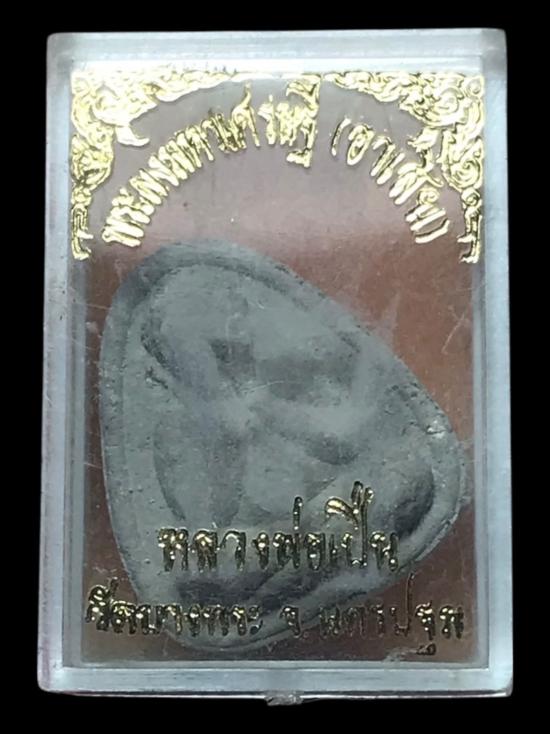 พระผงมหาเศรษฐี (อาเสี่ย)
หลวงพ่อเปิ่น
วัดบางพระ จ.นครปฐม